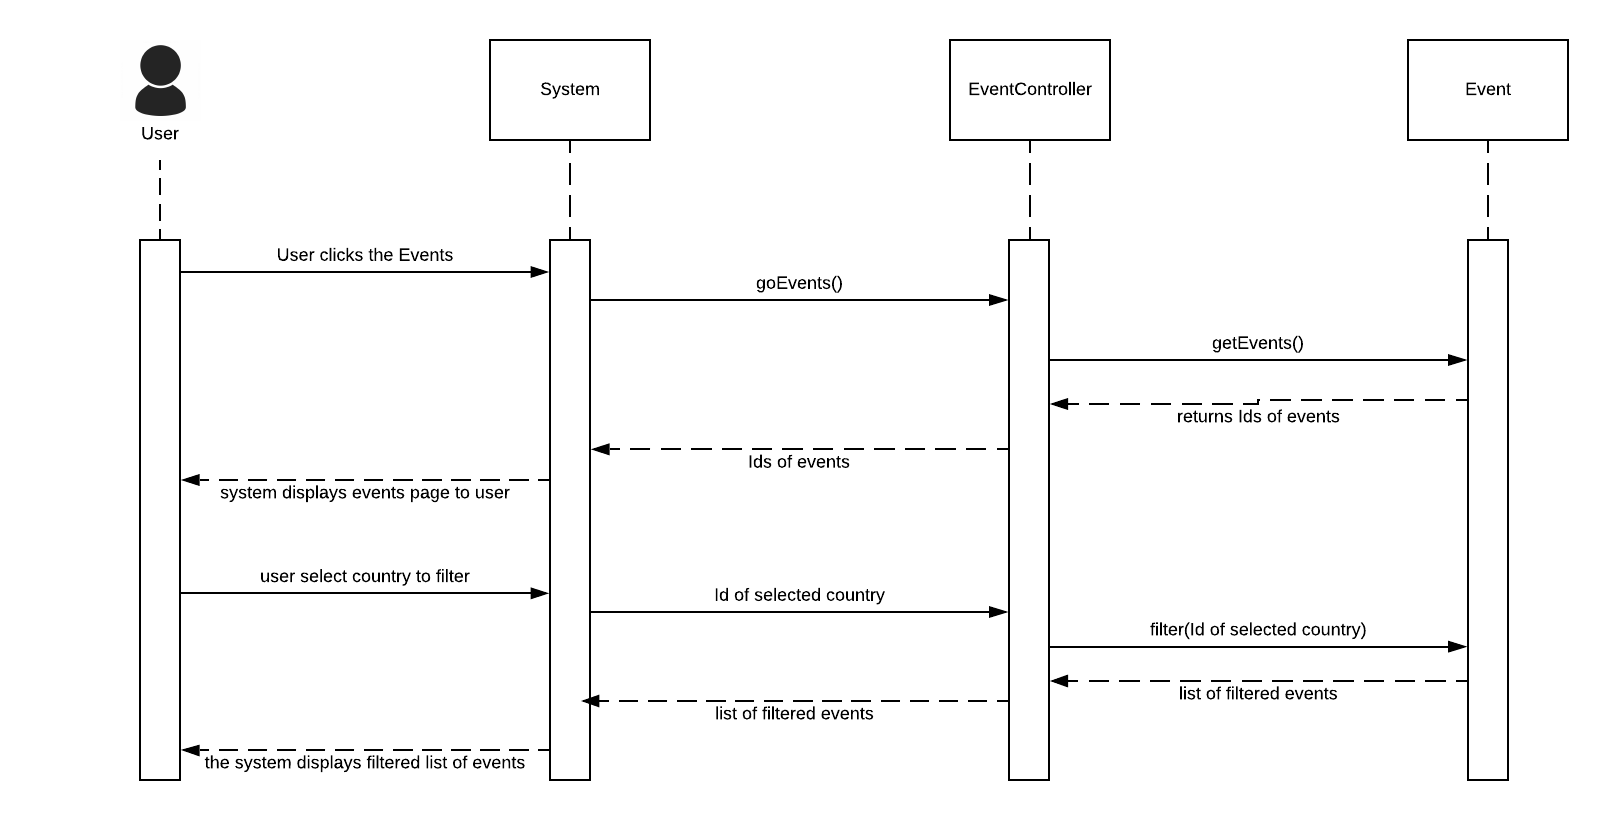 User
System
EventController
Event
User clicks the Events
goEvents()
getEvents()
returns Ids of events
Ids of events
system displays events page to user
user select country to filter
Id of selected country
filter(Id of selected country)
list of filtered events
list of filtered events
the system displays filtered list of events